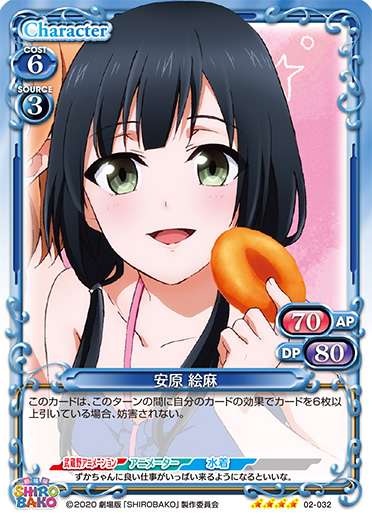 Character
COST
6
SOURCE
3
70 AP
DP 80
安原 絵麻
このカードは、このターンの間に自分のカードの効果でカードを6枚以
上引いている場合、妨害されない。
武蔵野アニメーション アニメーター 水着
ずかちゃんに良い仕事がいっぱい来るようになるといいな。
劇場版
SHIRO
BAKO
©2020 劇場版「SHIROBAKO」製作委員会 02-032